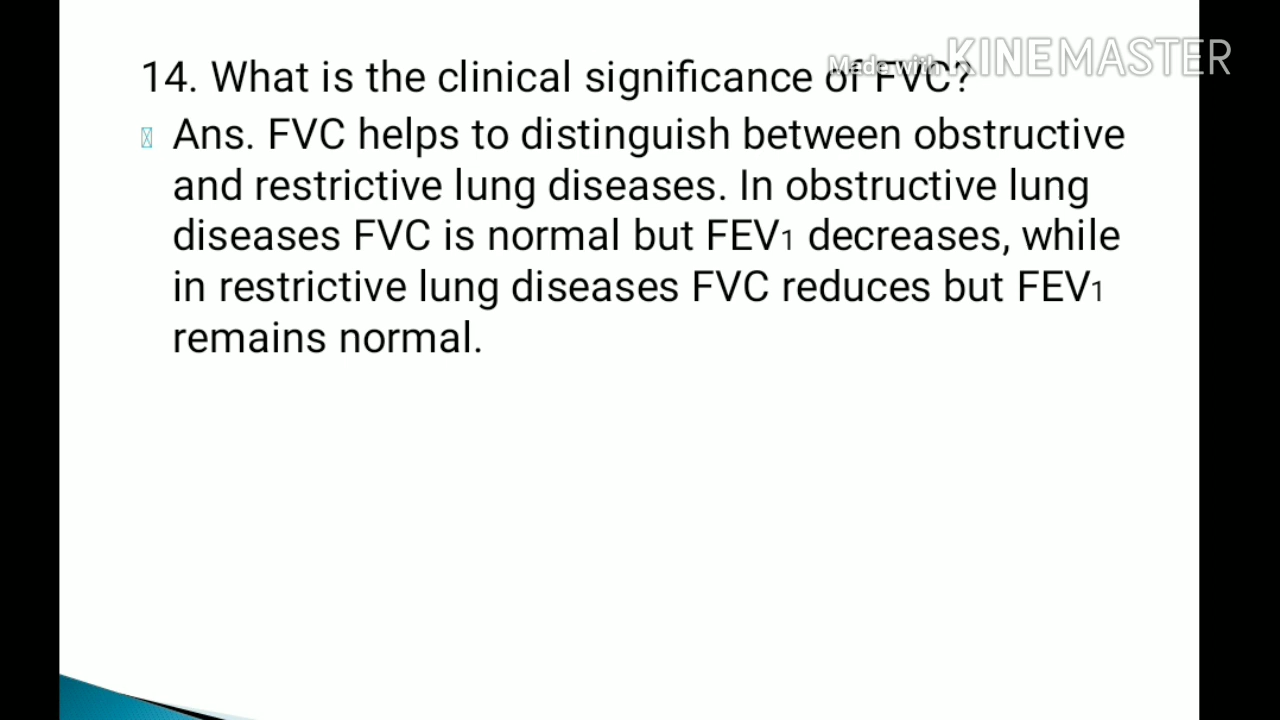 14. What is the clinical significance of FVC?
Made with KINEMASTER
Ans. FVC helps to distinguish between obstructive
and restrictive lung diseases. In obstructive lung
diseases FVC is normal but FEV₁ decreases, while
in restrictive lung diseases FVC reduces but FEV₁
remains normal.